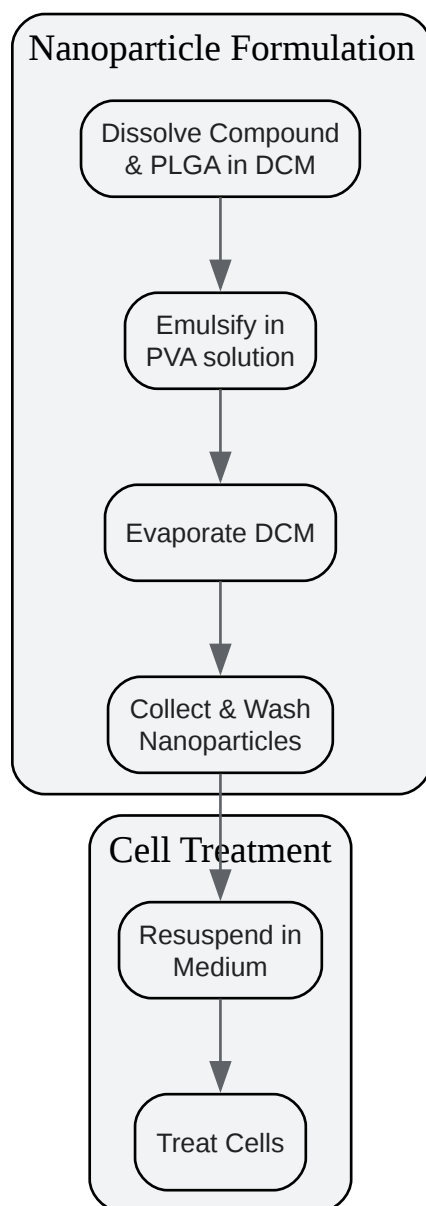 Nanoparticle Formulation
Dissolve Compound
& PLGA in DCM
Emulsify in
PVA solution
Evaporate DCM
Collect & Wash
Nanoparticles
Cell Treatment
Resuspend in
Medium
Treat Cells